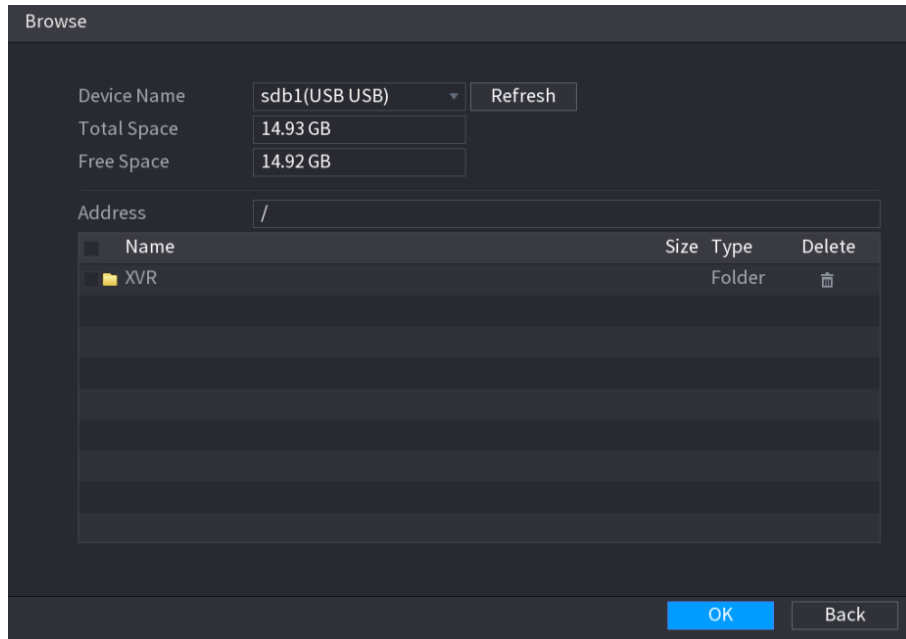 Browse
Device Name sdb1(USB USB) Refresh
Total Space 14.93 GB
Free Space 14.92 GB
Address /
Name Size Type Delete
XVR Folder
OK Back